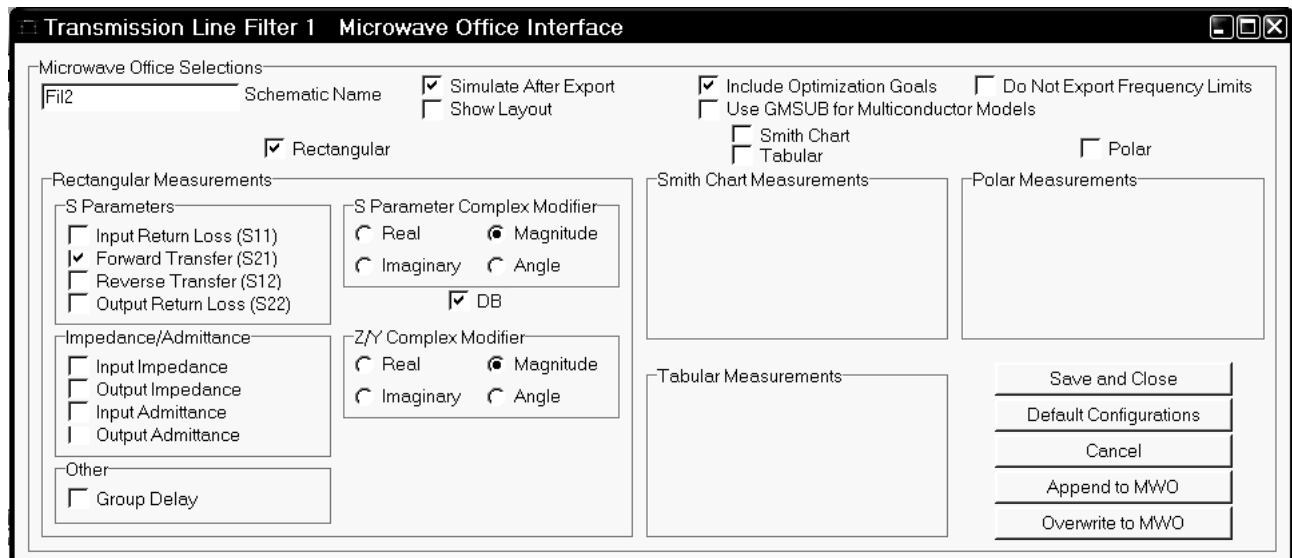 Transmission Line Filter 1 Microwave Office Interface
Microwave Office Selections
Fil2 Schematic Name
Simulate After Export
Show Layout
Include Optimization Goals
Do Not Export Frequency Limits
Use GMSUB for Multiconductor Models
Rectangular
Smith Chart
Tabular
Polar
Rectangular Measurements
S Parameters
Input Return Loss (S11)
Forward Transfer (S21)
Reverse Transfer (S12)
Output Return Loss (S22)
S Parameter Complex Modifier
Real Magnitude
Imaginary Angle
DB
Impedance/Admittance
Input Impedance
Output Impedance
Input Admittance
Output Admittance
Z/Y Complex Modifier
Real Magnitude
Imaginary Angle
Other
Group Delay
Smith Chart Measurements
Polar Measurements
Tabular Measurements
Save and Close
Default Configurations
Cancel
Append to MWO
Overwrite to MWO